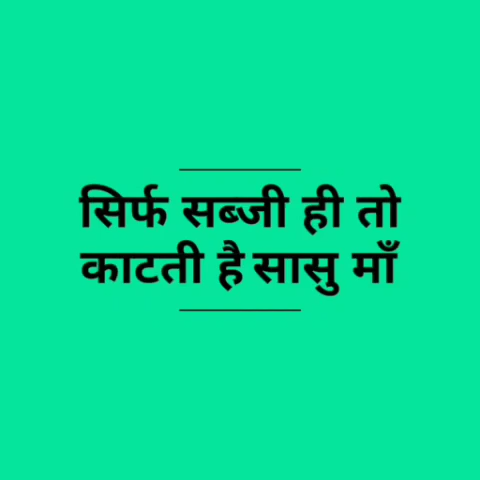 सिर्फ सब्जी ही तो
काटती है सासु माँ